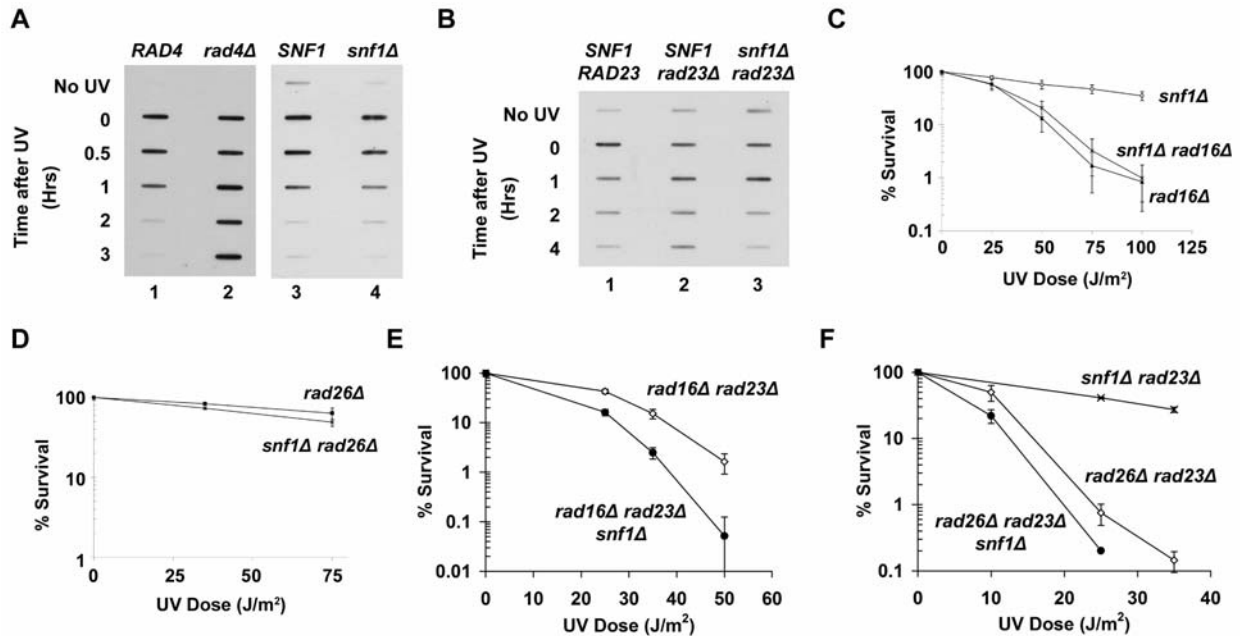 A
RAD4 rad4Δ SNF1 snf1Δ
No UV
0
0.5
1
2
3
Time after UV
(Hrs)
1 2 3 4
B
SNF1 SNF1 snf1Δ
RAD23 rad23Δ rad23Δ
No UV
0
1
2
4
Time after UV
(Hrs)
1 2 3
C
100
10
1
0.1
% Survival
snf1Δ
snf1Δ rad16Δ
rad16Δ
0 25 50 75 100 125
UV Dose (J/m²)
D
100
10
1
% Survival
rad26Δ
snf1Δ rad26Δ
0 25 50 75
UV Dose (J/m²)
E
100
10
1
0.1
0.01
% Survival
rad16Δ rad23Δ
rad16Δ rad23Δ
snf1Δ
0 10 20 30 40 50 60
UV Dose (J/m²)
F
100
10
1
0.1
% Survival
snf1Δ rad23Δ
rad26Δ rad23Δ
rad26Δ rad23Δ
snf1Δ
0 10 20 30 40
UV Dose (J/m²)